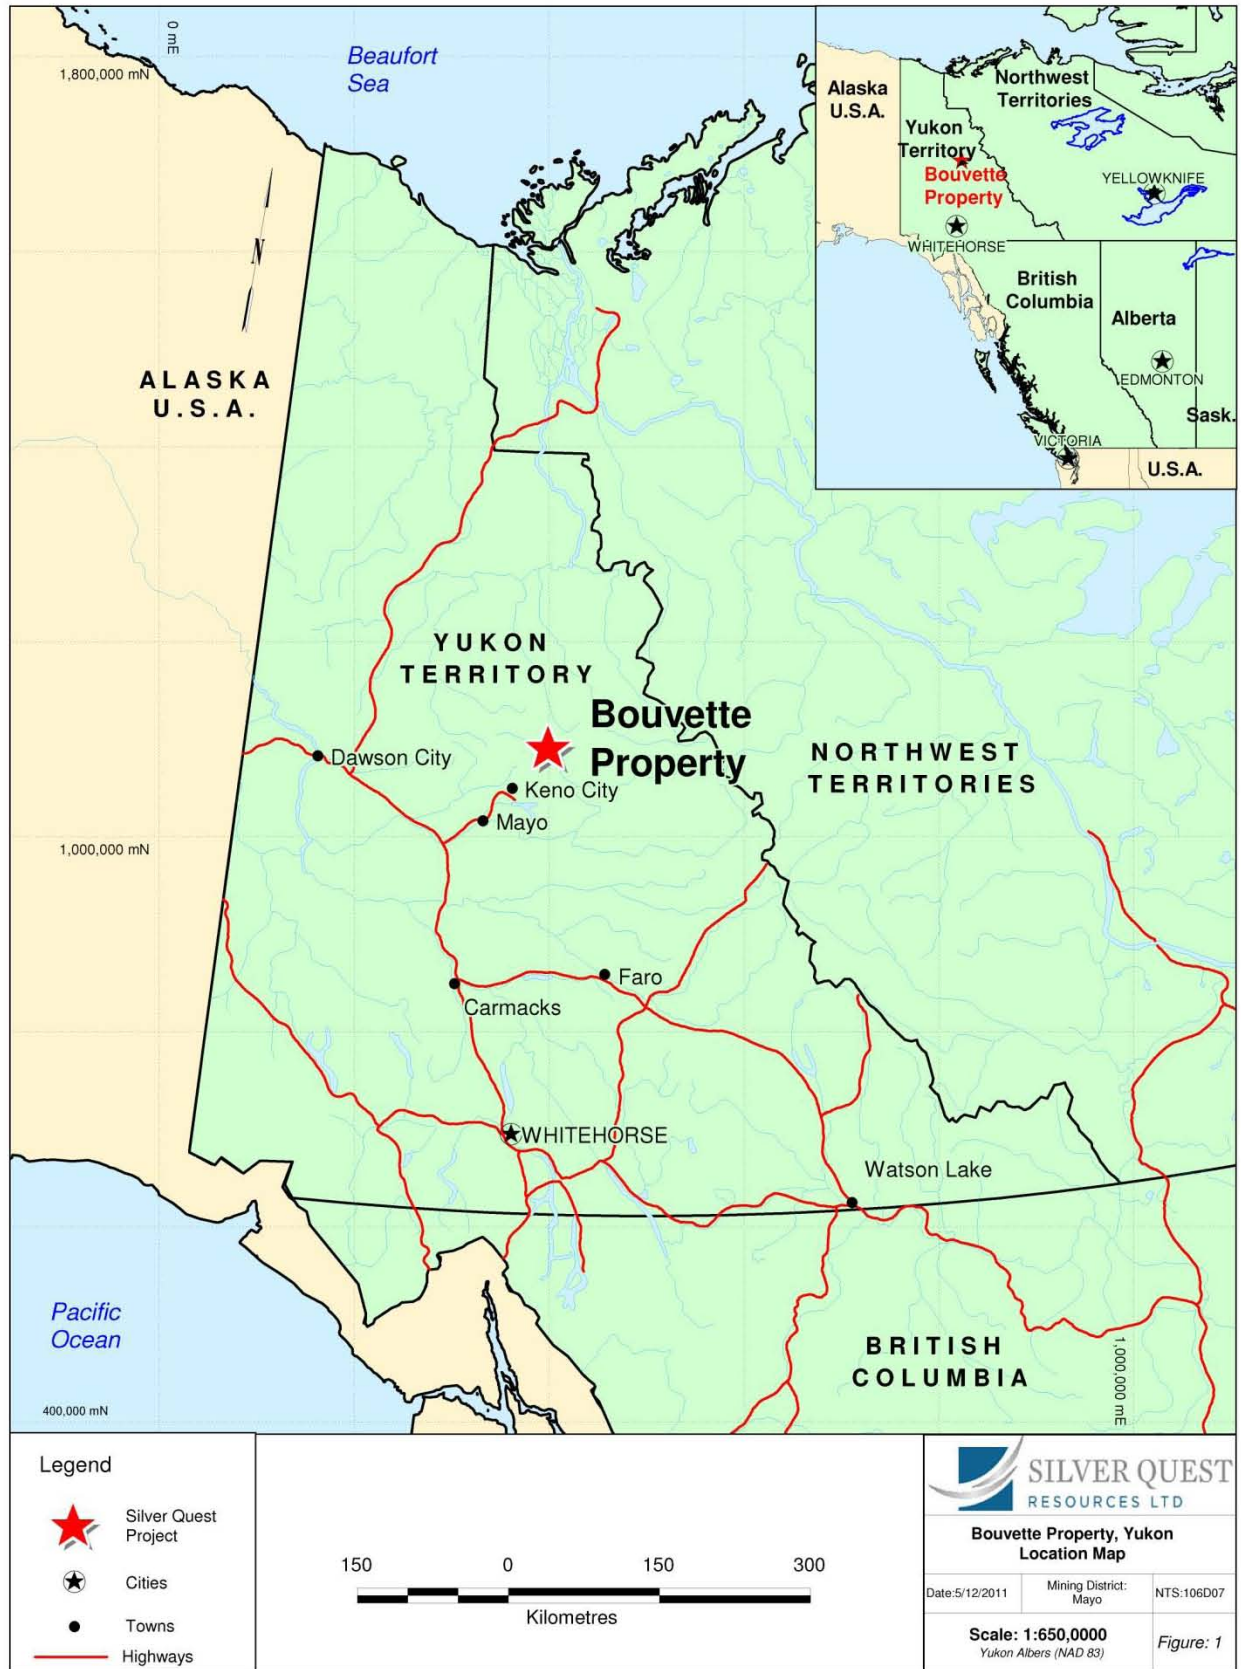 0 mE
1,800,000 mN
Beaufort
Sea
N
ALASKA
U.S.A.
Alaska
U.S.A.
Northwest
Territories
Yukon
Territory
Bouvette
Property
YELLOWKNIFE
WHITEHORSE
British
Columbia
Alberta
EDMONTON
Sask.
VICTORIA
U.S.A.
YUKON
TERRITORY
Bouvette
Property
NORTHWEST
TERRITORIES
Dawson City
Keno City
Mayo
1,000,000 mN
Faro
Carmacks
WHITEHORSE
Watson Lake
Pacific
Ocean
BRITISH
COLUMBIA
1,000,000 mE
400,000 mN
Legend
Silver Quest
Project
Cities
Towns
Highways
150 0 150 300
Kilometres
SILVER QUEST
RESOURCES LTD
Bouvette Property, Yukon
Location Map
Date:5/12/2011
Mining District:
Mayo
NTS:106D07
Scale: 1:650,0000
Yukon Albers (NAD 83)
Figure: 1